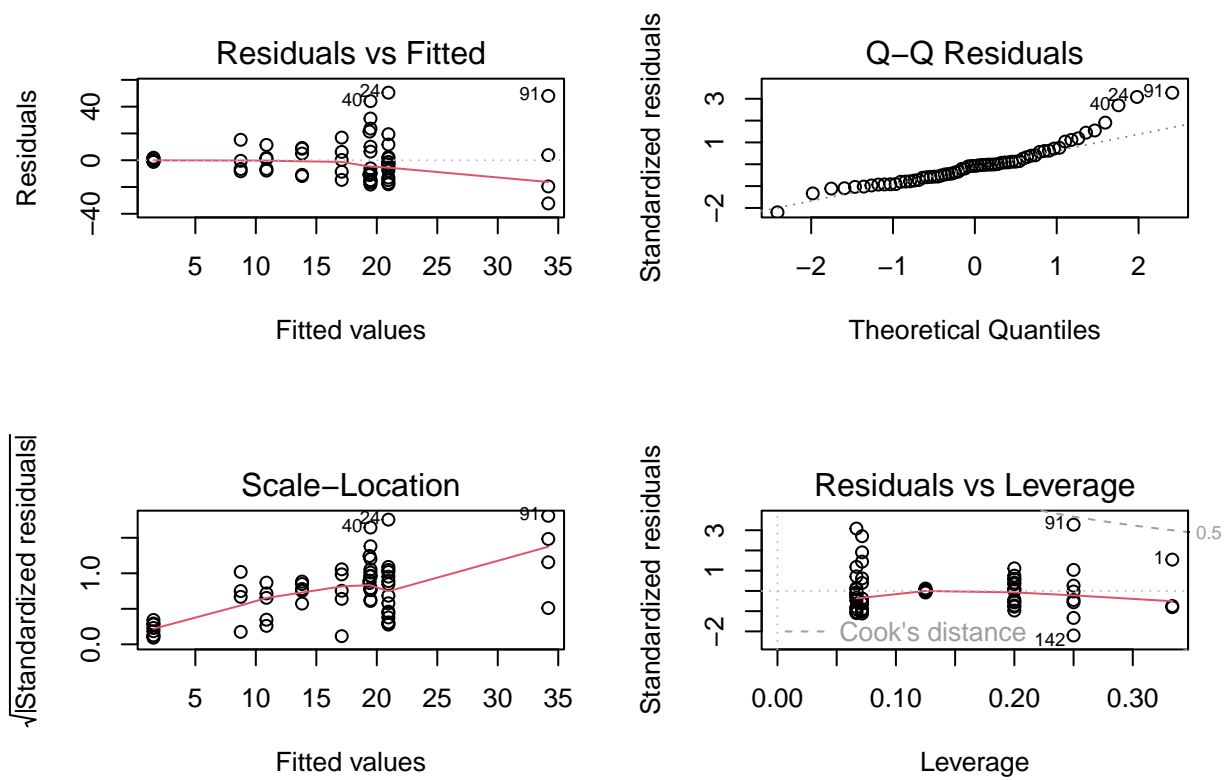 Residuals vs Fitted
Residuals
−40 0 40
40
24
91
5 10 15 20 25 30 35
Fitted values
Q−Q Residuals
Standardized residuals
−2 1 3
40
24
91
−2 −1 0 1 2
Theoretical Quantiles
Scale−Location
√|Standardized residuals|
0.0 1.0
40
24
91
5 10 15 20 25 30 35
Fitted values
Residuals vs Leverage
Standardized residuals
−2 1 3
91
1
142
0.5
Cook's distance
0.00 0.10 0.20 0.30
Leverage